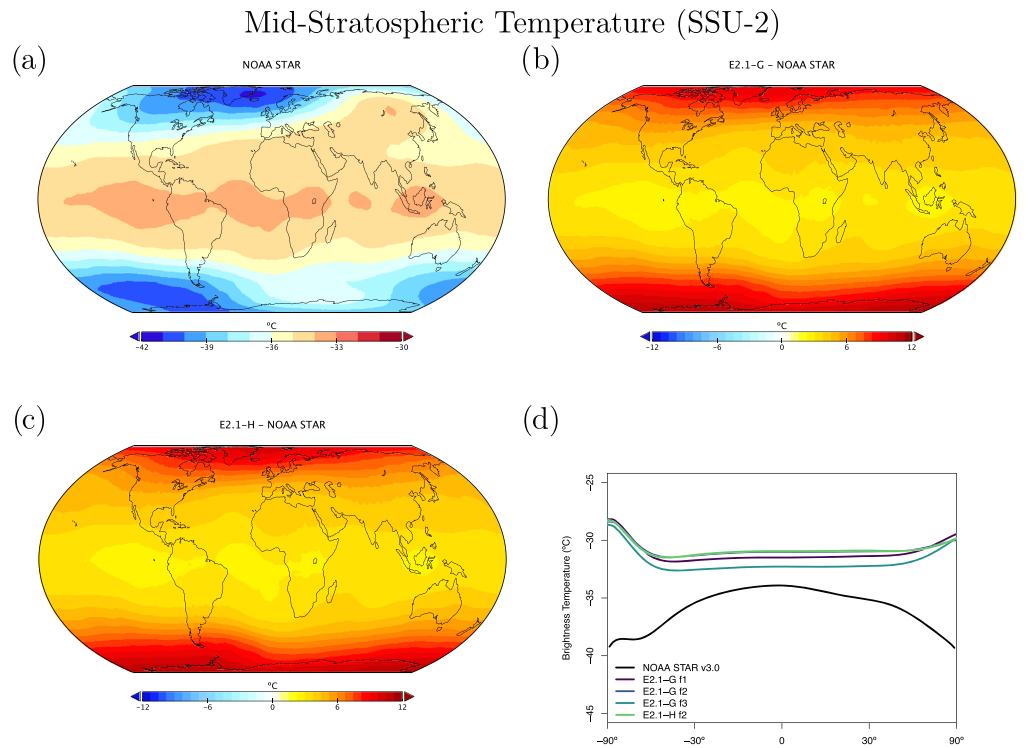 Mid-Stratospheric Temperature (SSU-2)
(a)
NOAA STAR
°C
-42 -39 -36 -33 -30
(b)
E2.1-G - NOAA STAR
°C
-12 -6 0 6 12
(c)
E2.1-H - NOAA STAR
°C
-12 -6 0 6 12
(d)
Brightness Temperature (°C)
-25
-30
-35
-40
-45
NOAA STAR v3.0
E2.1-G f1
E2.1-G f2
E2.1-G f3
E2.1-H f2
-90° -30° 0 30° 90°